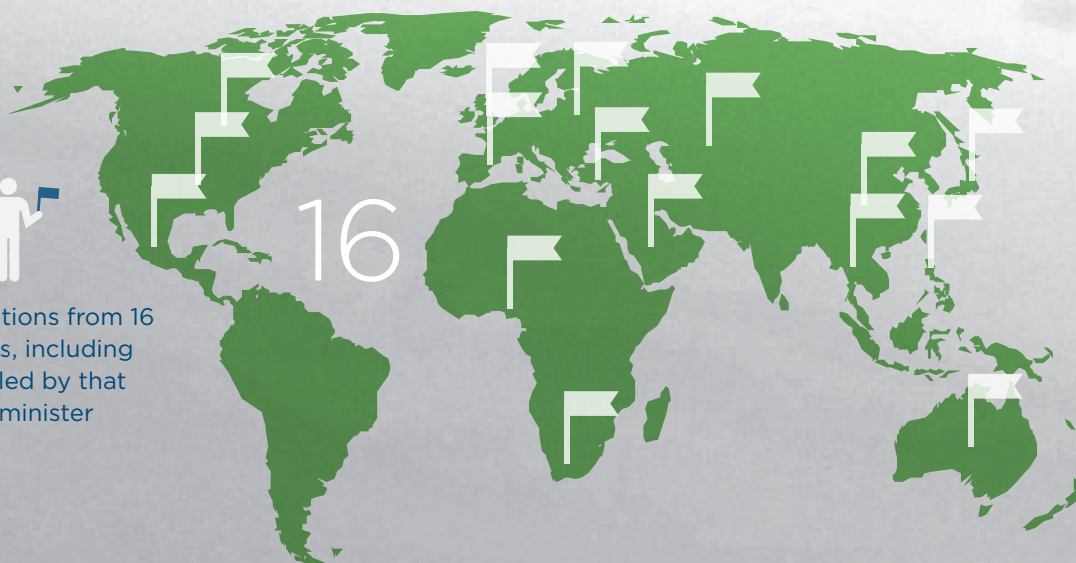 16
tions from 16
s, including
led by that
minister